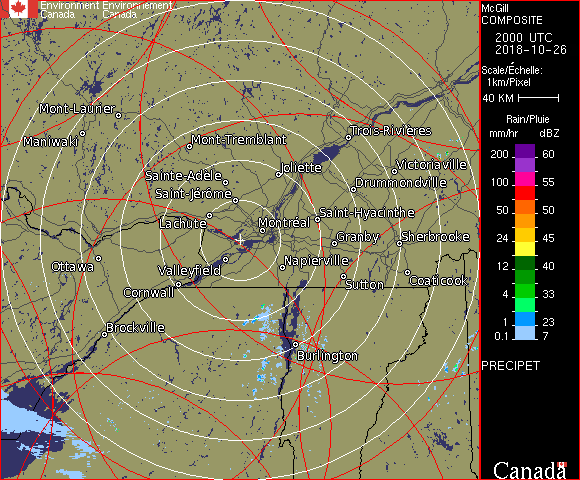 Environment Environnement
Canada Canada
McGill
COMPOSITE
2000 UTC
2018-10-26
Scale/Échelle:
1km/Pixel
40 KM
Rain/Pluie
mm/hr dBZ
200 60
100 55
50 50
24 45
12 40
4 33
1 23
0.1 7
PRECIPET
Canada
Mont-Laurier
Maniwaki
Mont-Tremblant
Trois-Rivières
Joliette
Victoriaville
Sainte-Adèle
Drummondville
Saint-Jérôme
Saint-Hyacinthe
Lachute
Montréal
Granby
Sherbrooke
Ottawa
Valleyfield
Napierville
Coaticook
Cornwall
Sutton
Brockville
Burlington